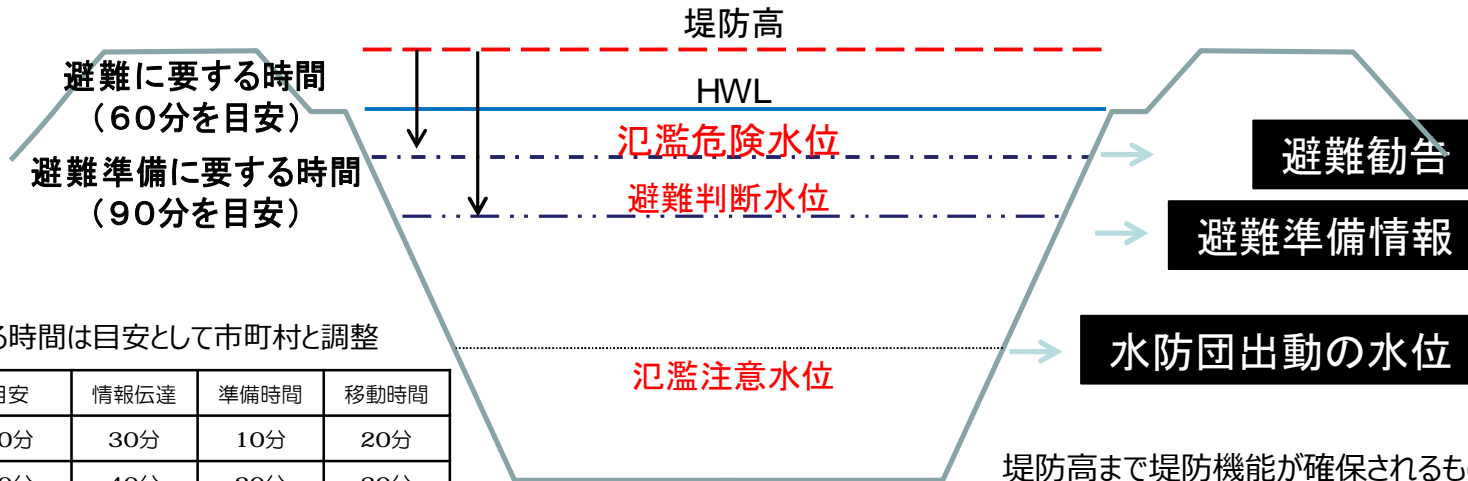 堤防高
避難に要する時間
（60分を目安）
HWL
氾濫危険水位
避難勧告
避難準備に要する時間
（90分を目安）
避難判断水位
避難準備情報
時間は目安として市町村と調整
水防団出動の水位
氾濫注意水位
目安 情報伝達 準備時間 移動時間
0分 30分 10分 20分
堤防高まで堤防機能が確保される